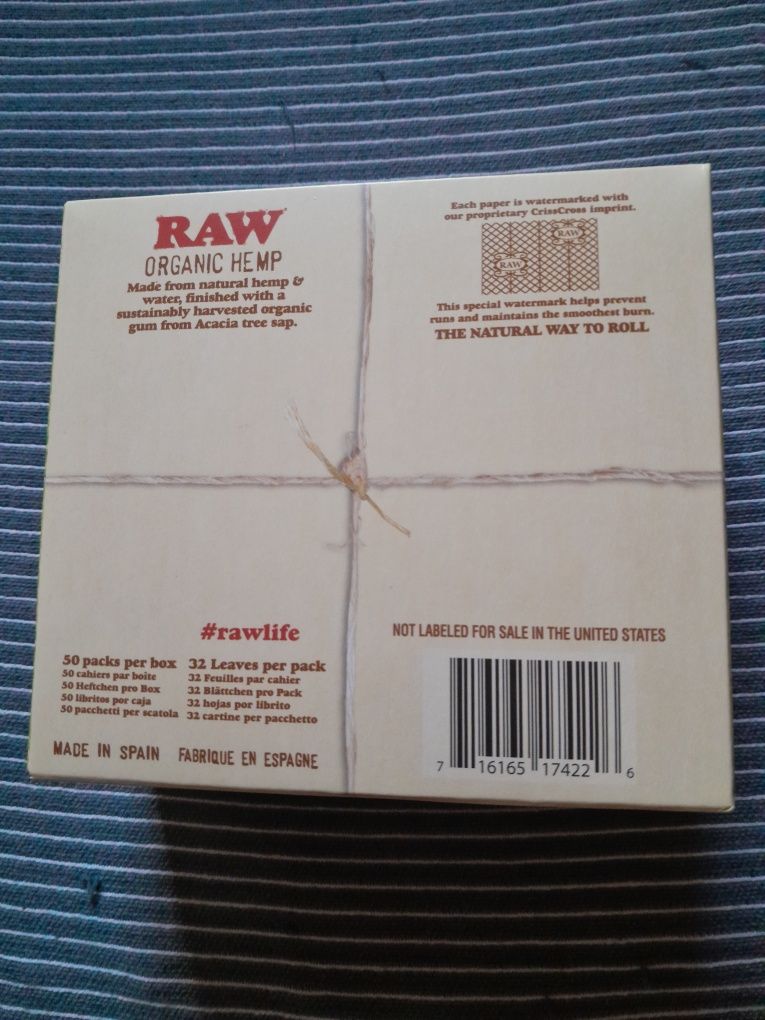 RAW
ORGANIC HEMP
Made from natural hemp &
water, finished with a
sustainably harvested organic
gum from Acacia tree sap.
Each paper is watermarked with
our proprietary CrissCross imprint.
RAW
RAW
This special watermark helps prevent
runs and maintains the smoothest burn.
THE NATURAL WAY TO ROLL
#rawlife
50 packs per box
50 cahiers par boîte
50 Heftchen pro Box
50 libritos por caja
50 pacchetti per scatola
32 Leaves per pack
32 Feuilles par cahier
32 Blättchen pro Pack
32 hojas por librito
32 cartine per pacchetto
MADE IN SPAIN FABRIQUE EN ESPAGNE
NOT LABELED FOR SALE IN THE UNITED STATES
7 16165 17422 6